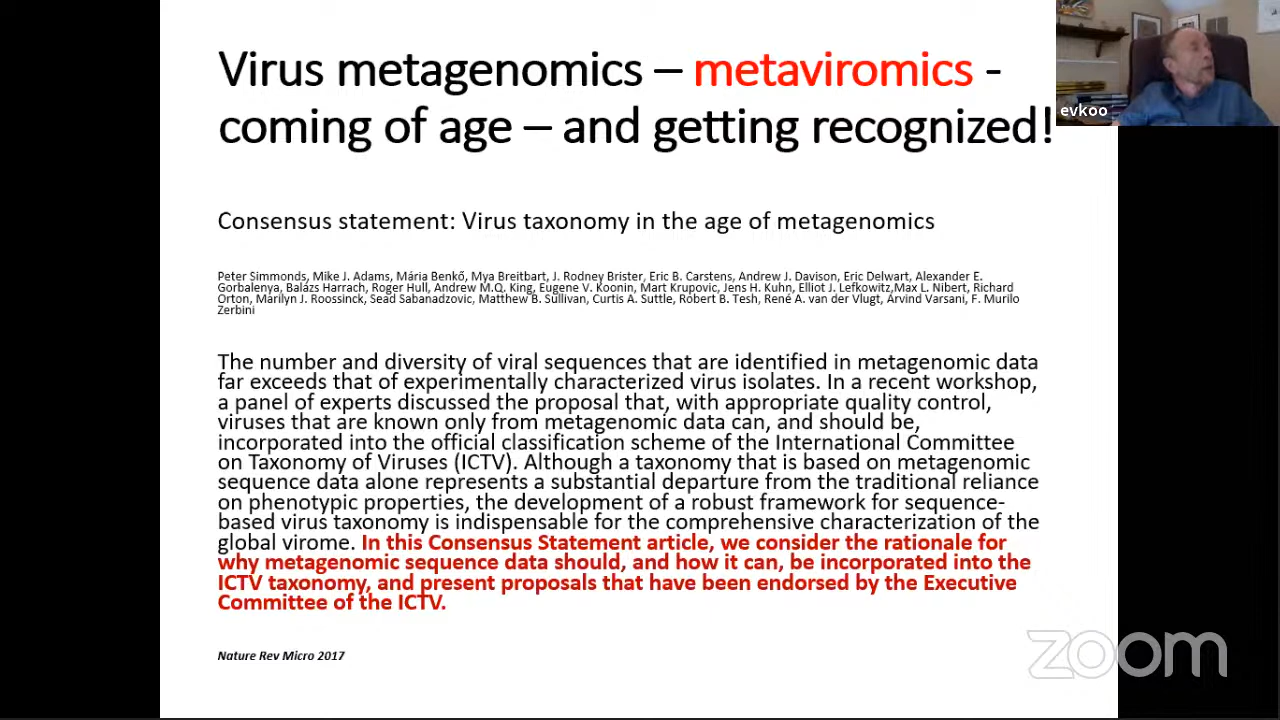 Virus metagenomics – metaviromics -
coming of age – and getting recognized!
evkoo
Consensus statement: Virus taxonomy in the age of metagenomics
Peter Simmonds, Mike J. Adams, Mária Benkő, Mya Breitbart, J. Rodney Brister, Eric B. Carstens, Andrew J. Davison, Eric Delwart, Alexander E.
Gorbalenya, Balázs Harrach, Roger Hull, Andrew M.Q. King, Eugene V. Koonin, Mart Krupovic, Jens H. Kuhn, Elliot J. Lefkowitz,Max L. Nibert, Richard
Orton, Marilyn J. Roossinck, Sead Sabanadzovic, Matthew B. Sullivan, Curtis A. Suttle, Robert B. Tesh, René A. van der Vlugt, Arvind Varsani, F. Murilo
Zerbini
The number and diversity of viral sequences that are identified in metagenomic data
far exceeds that of experimentally characterized virus isolates. In a recent workshop,
a panel of experts discussed the proposal that, with appropriate quality control,
viruses that are known only from metagenomic data can, and should be,
incorporated into the official classification scheme of the International Committee
on Taxonomy of Viruses (ICTV). Although a taxonomy that is based on metagenomic
sequence data alone represents a substantial departure from the traditional reliance
on phenotypic properties, the development of a robust framework for sequence-
based virus taxonomy is indispensable for the comprehensive characterization of the
global virome. In this Consensus Statement article, we consider the rationale for
why metagenomic sequence data should, and how it can, be incorporated into the
ICTV taxonomy, and present proposals that have been endorsed by the Executive
Committee of the ICTV.
Nature Rev Micro 2017
zoom